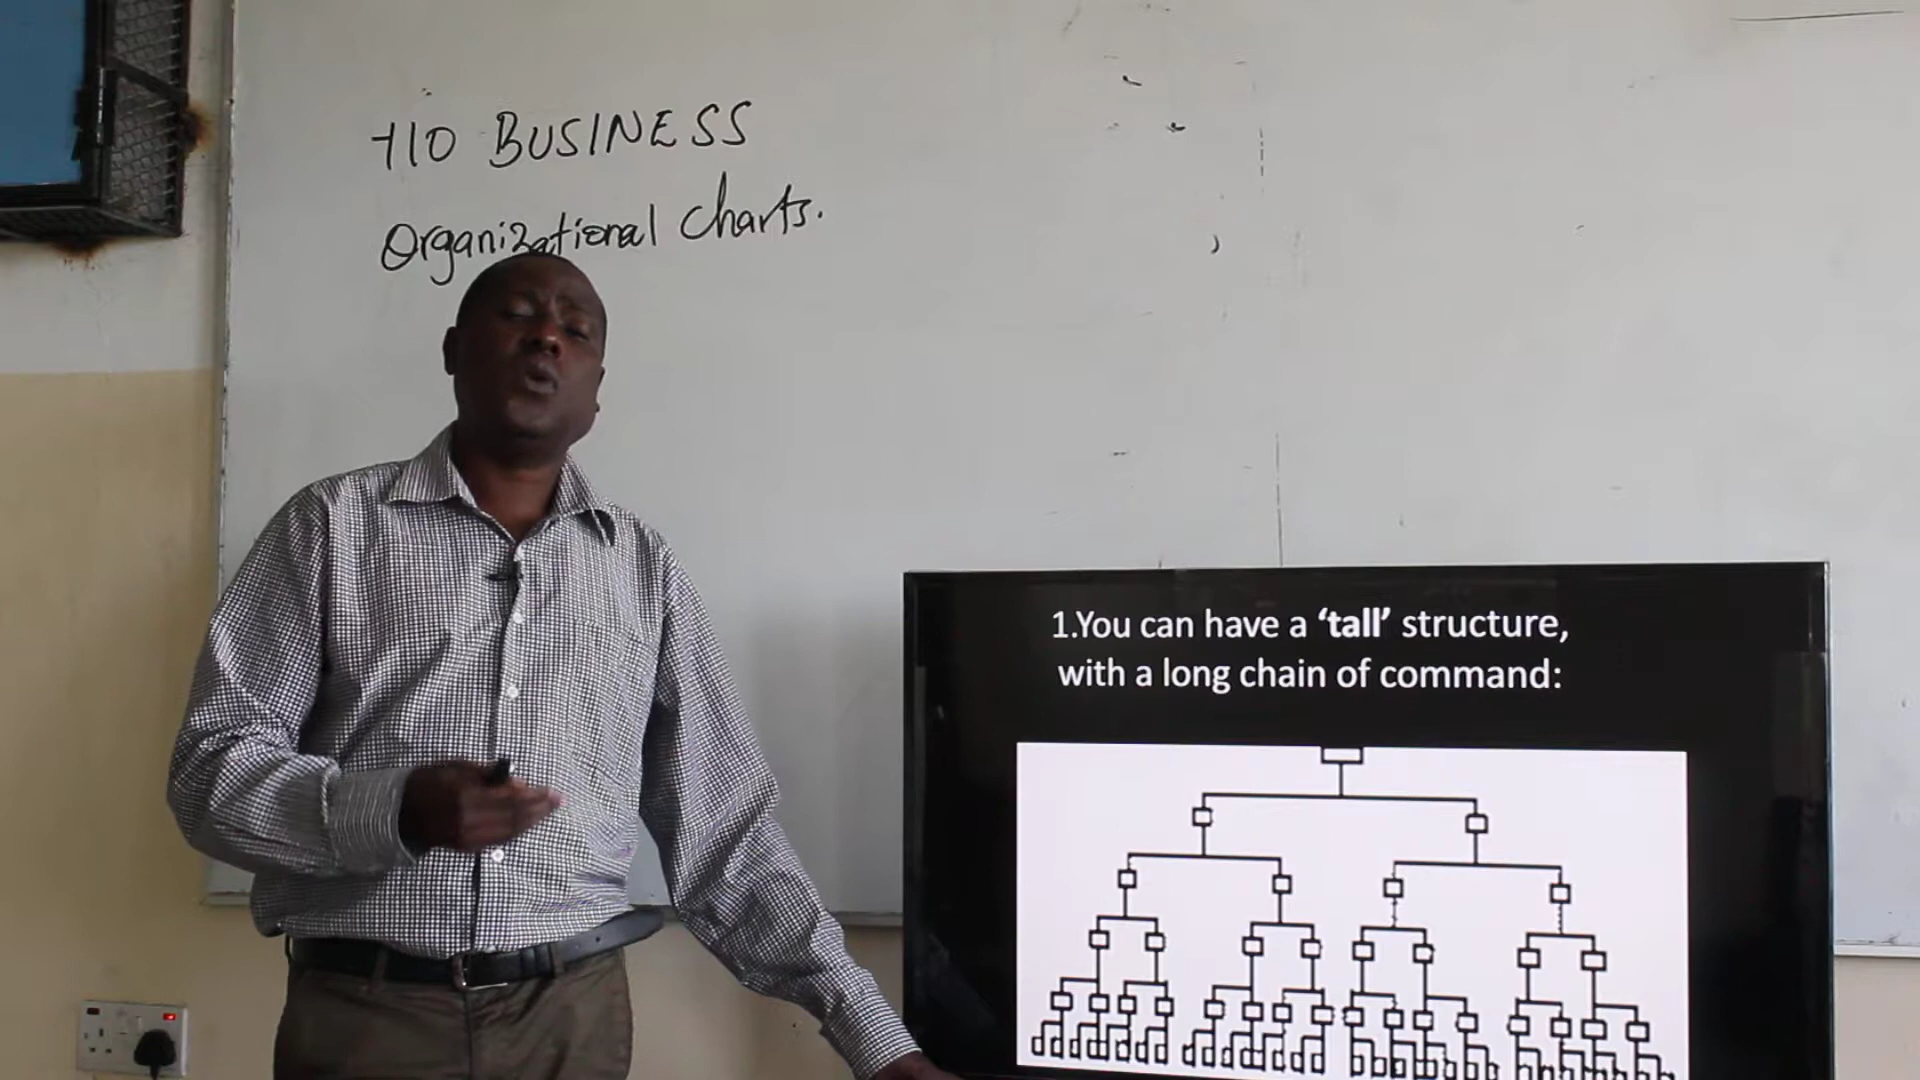 710 BUSINESS
Organizational Charts.
1.You can have a ‘tall’ structure,
with a long chain of command: